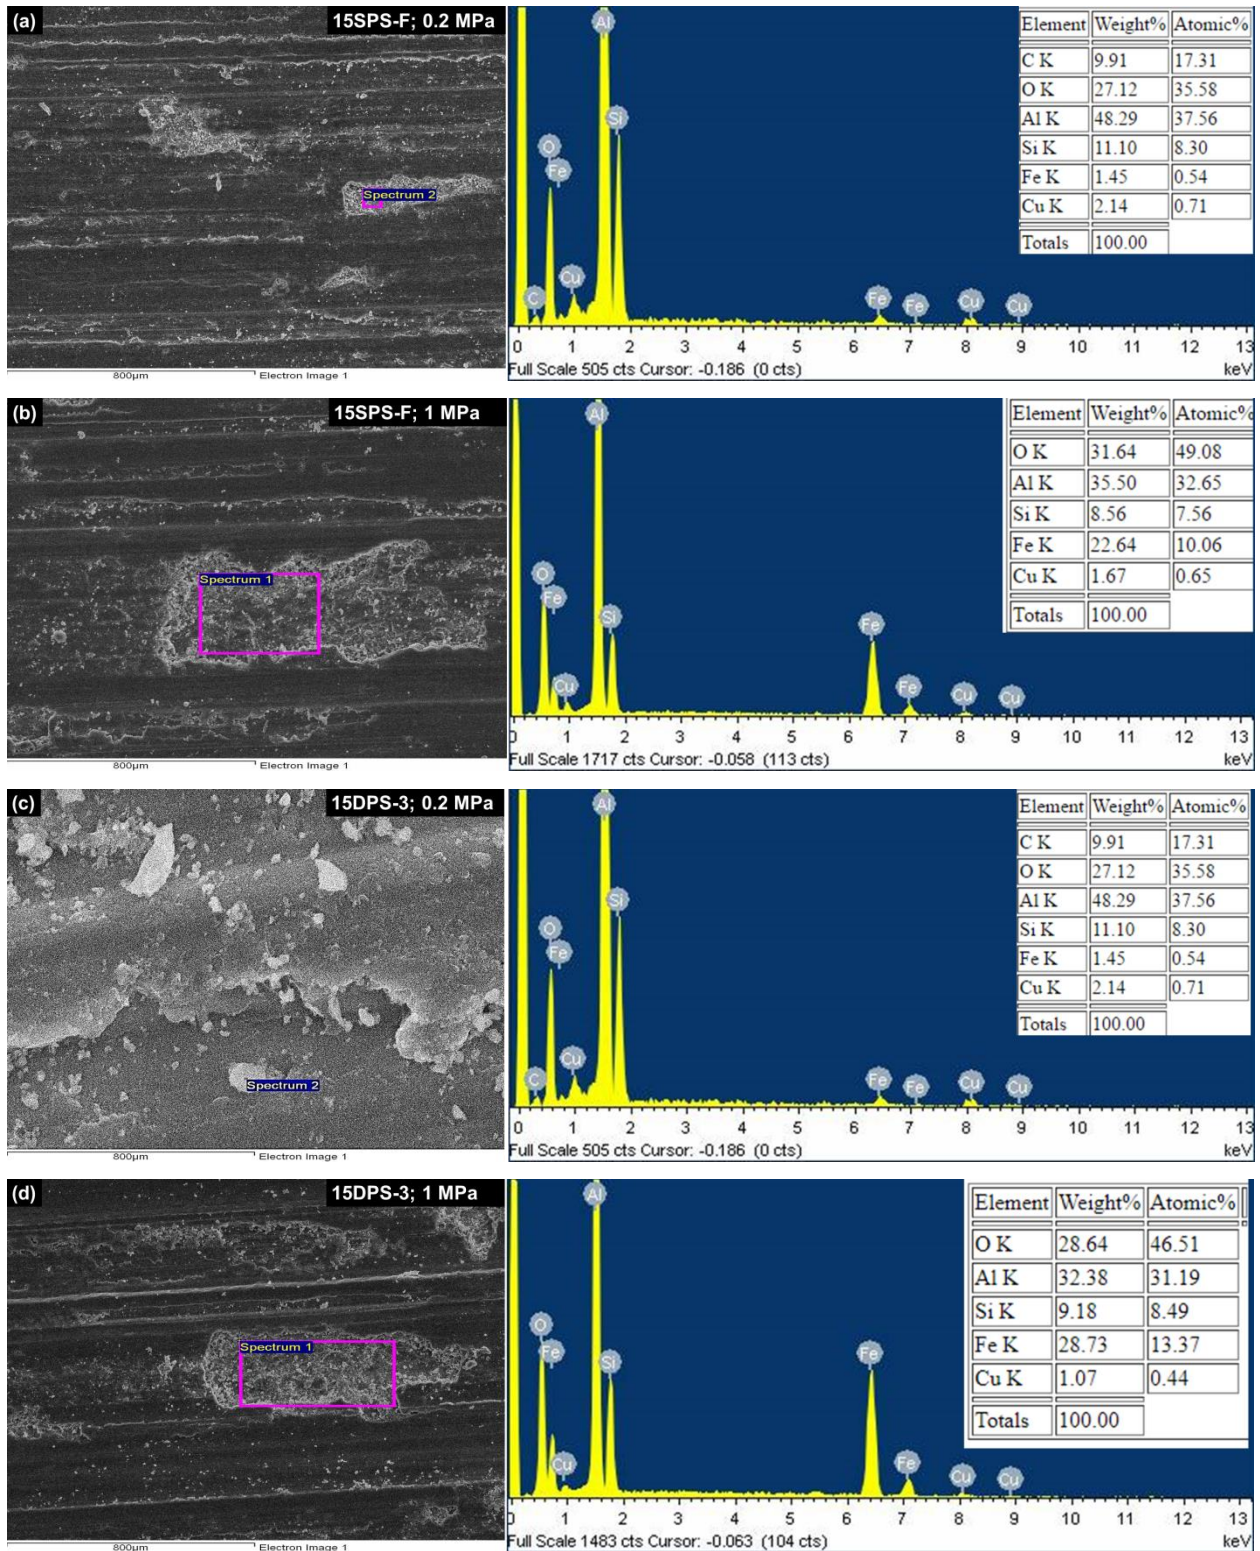 (a) 15SPS-F; 0.2 MPa
Spectrum 2
800µm Electron Image 1
Al
Si
O
Fe
Cu
C
Fe Fe Cu Cu
0 1 2 3 4 5 6 7 8 9 10 11 12 13
Full Scale 505 cts Cursor: -0.186 (0 cts) keV
Element Weight% Atomic%
C K 9.91 17.31
O K 27.12 35.58
Al K 48.29 37.56
Si K 11.10 8.30
Fe K 1.45 0.54
Cu K 2.14 0.71
Totals 100.00
(b) 15SPS-F; 1 MPa
Spectrum 1
800µm Electron Image 1
Al
O
Fe
Si
Cu
Fe Fe Cu Cu
0 1 2 3 4 5 6 7 8 9 10 11 12 13
Full Scale 1717 cts Cursor: -0.058 (113 cts) keV
Element Weight% Atomic%
O K 31.64 49.08
Al K 35.50 32.65
Si K 8.56 7.56
Fe K 22.64 10.06
Cu K 1.67 0.65
Totals 100.00
(c) 15DPS-3; 0.2 MPa
Spectrum 2
800µm Electron Image 1
Al
Si
O
Fe
Cu
C
Fe Fe Cu Cu
0 1 2 3 4 5 6 7 8 9 10 11 12 13
Full Scale 505 cts Cursor: -0.186 (0 cts) keV
Element Weight% Atomic%
C K 9.91 17.31
O K 27.12 35.58
Al K 48.29 37.56
Si K 11.10 8.30
Fe K 1.45 0.54
Cu K 2.14 0.71
Totals 100.00
(d) 15DPS-3; 1 MPa
Spectrum 1
800µm Electron Image 1
Al
O
Fe
Si
Cu
Fe Fe Cu Cu
0 1 2 3 4 5 6 7 8 9 10 11 12 13
Full Scale 1483 cts Cursor: -0.063 (104 cts) keV
Element Weight% Atomic%
O K 28.64 46.51
Al K 32.38 31.19
Si K 9.18 8.49
Fe K 28.73 13.37
Cu K 1.07 0.44
Totals 100.00